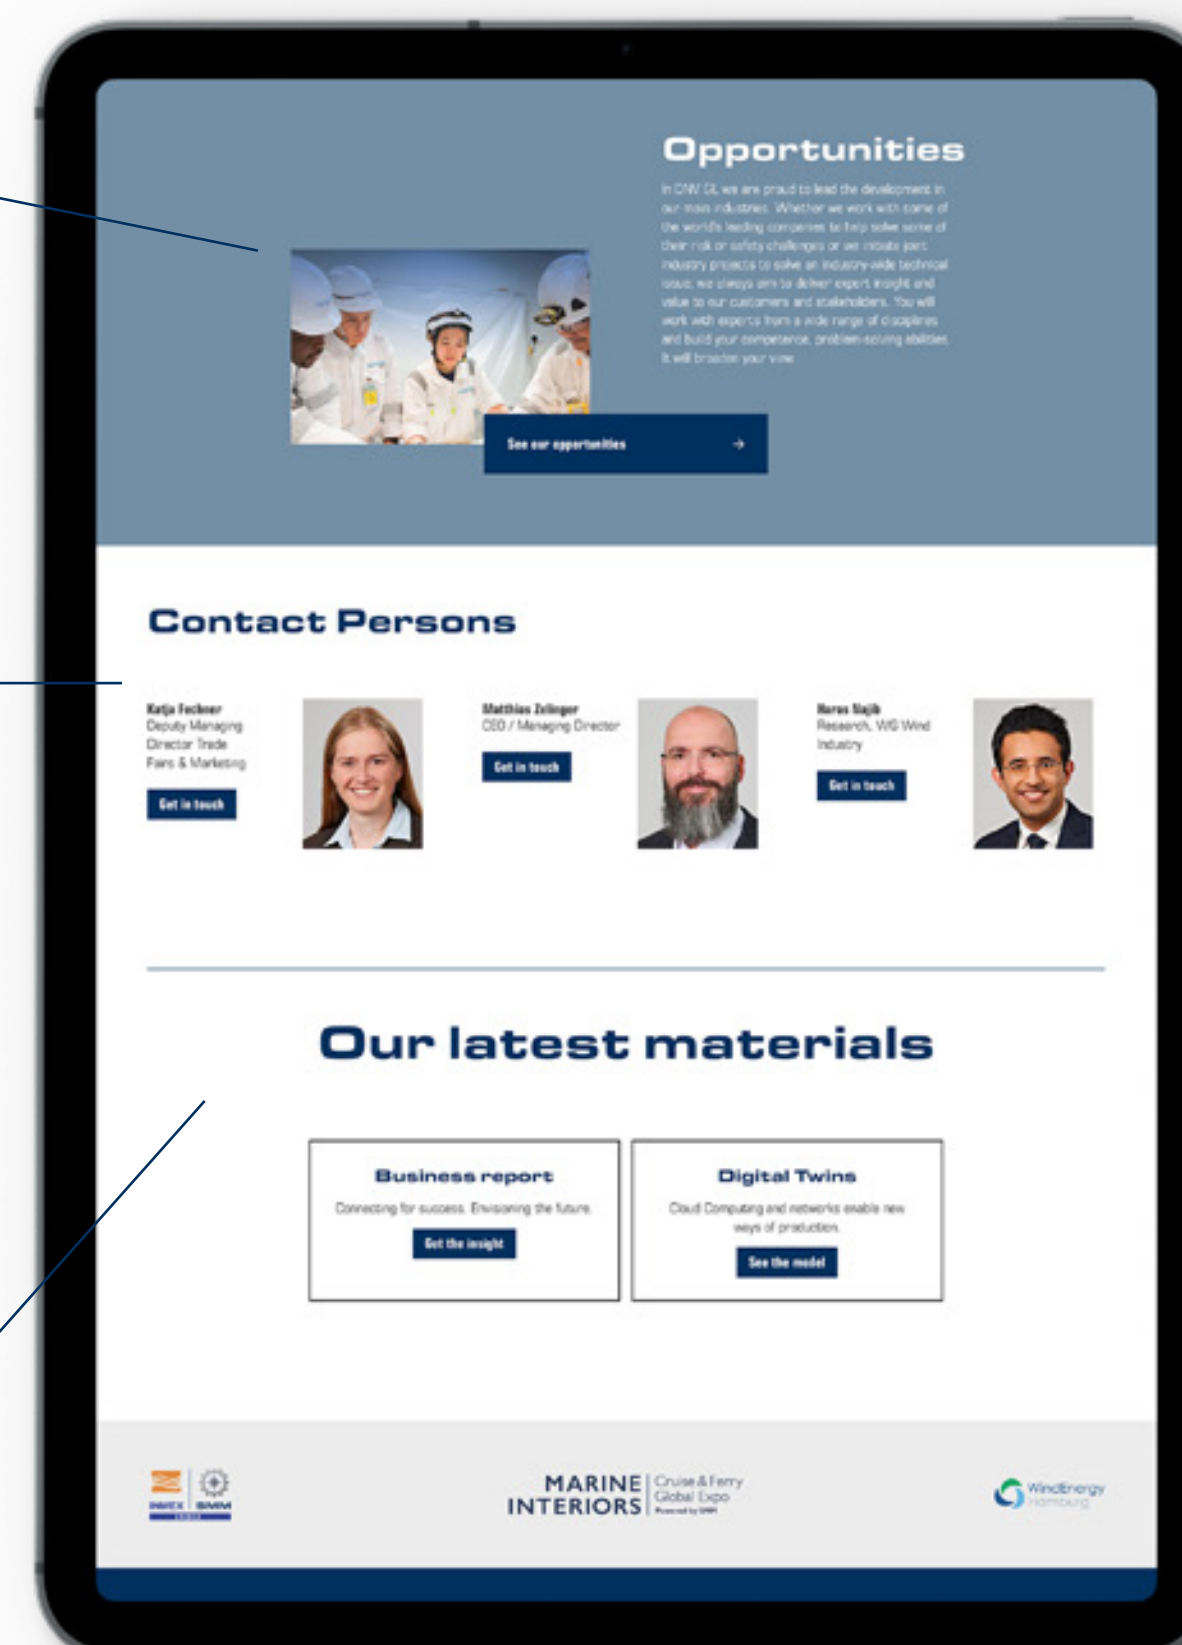 Opportunities
In DNV GL we are proud to lead the development in
our main industries. Whether we work with some of
the world's leading companies to help solve some of
their risk or safety challenges or we initiate joint
industry projects to solve an industry-wide technical
issue, we always aim to deliver expert insight and
value to our customers and stakeholders. You will
work with experts from a wide range of disciplines
and build your competence, problem-solving abilities.
It will broaden your view
See our opportunities
Contact Persons
Katja Fechner
Deputy Managing
Director Trade
Fairs & Marketing
Get in touch
Matthias Zelinger
CEO / Managing Director
Get in touch
Najib
Research, WG Wind
Industry
Get in touch
Our latest materials
Business report
Connecting for success. Envisioning the future.
Get the insight
Digital Twins
Cloud Computing and networks enable new
ways of production.
See the model
INMEX SMM
INDIA
MARINE INTERIORS
Cruise & Ferry
Global Expo
Powered by SMM
WindEnergy
Hamburg